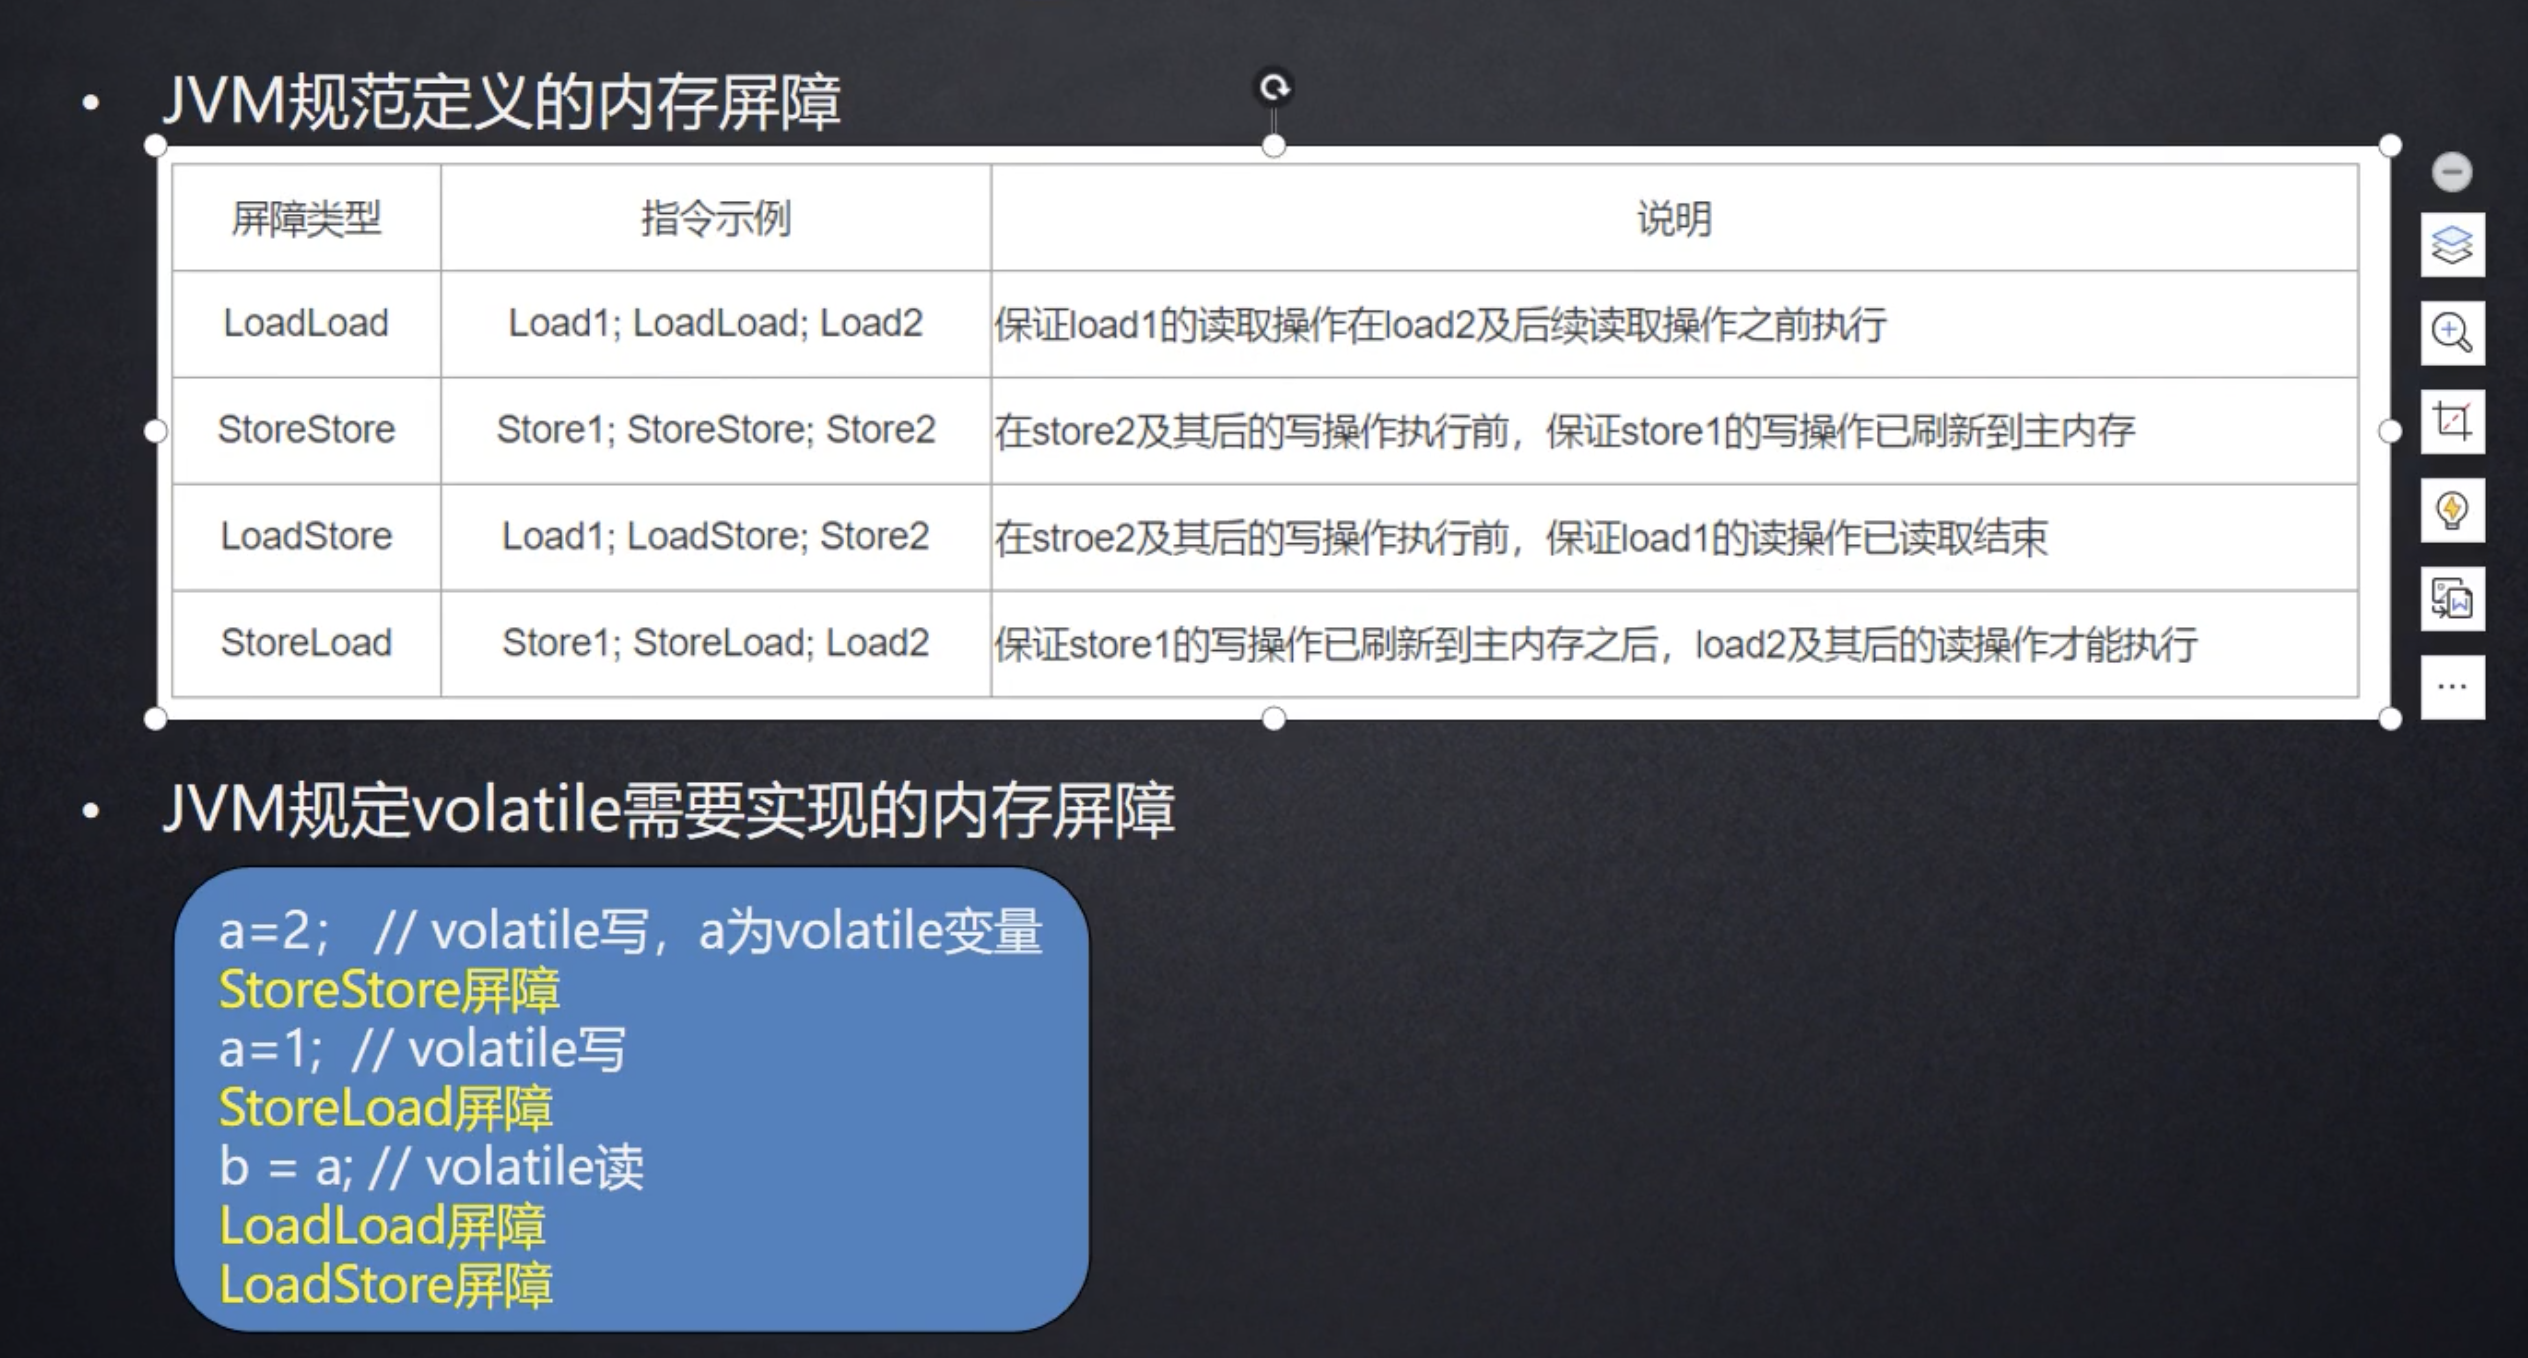 • JVM规范定义的内存屏障
屏障类型 指令示例 说明
LoadLoad Load1; LoadLoad; Load2 保证load1的读取操作在load2及后续读取操作之前执行
StoreStore Store1; StoreStore; Store2 在store2及其后的写操作执行前，保证store1的写操作已刷新到主内存
LoadStore Load1; LoadStore; Store2 在stroe2及其后的写操作执行前，保证load1的读操作已读取结束
StoreLoad Store1; StoreLoad; Load2 保证store1的写操作已刷新到主内存之后，load2及其后的读操作才能执行
• JVM规定volatile需要实现的内存屏障
a=2； // volatile写，a为volatile变量
StoreStore屏障
a=1; // volatile写
StoreLoad屏障
b = a; // volatile读
LoadLoad屏障
LoadStore屏障